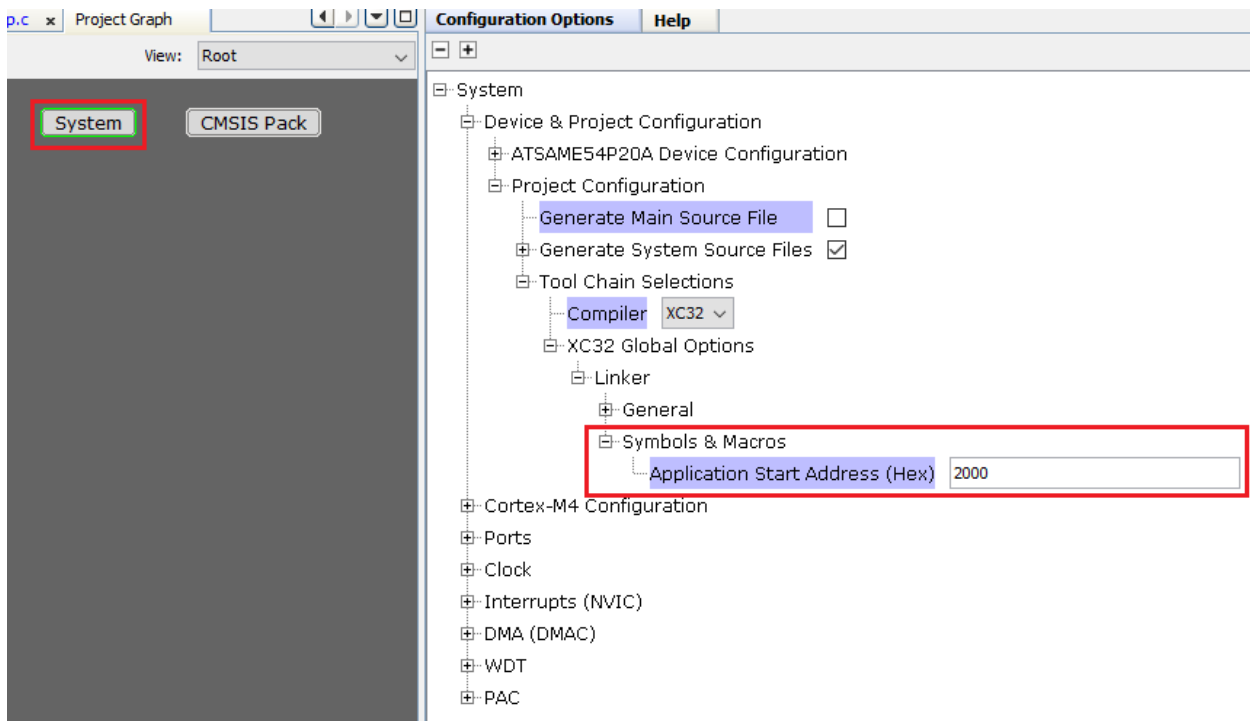 p.c x Project Graph
View: Root
System
CMSIS Pack
Configuration Options Help
System
Device & Project Configuration
ATSAME54P20A Device Configuration
Project Configuration
Generate Main Source File
Generate System Source Files
Tool Chain Selections
Compiler XC32
XC32 Global Options
Linker
General
Symbols & Macros
Application Start Address (Hex) 2000
Cortex-M4 Configuration
Ports
Clock
Interrupts (NVIC)
DMA (DMAC)
WDT
PAC